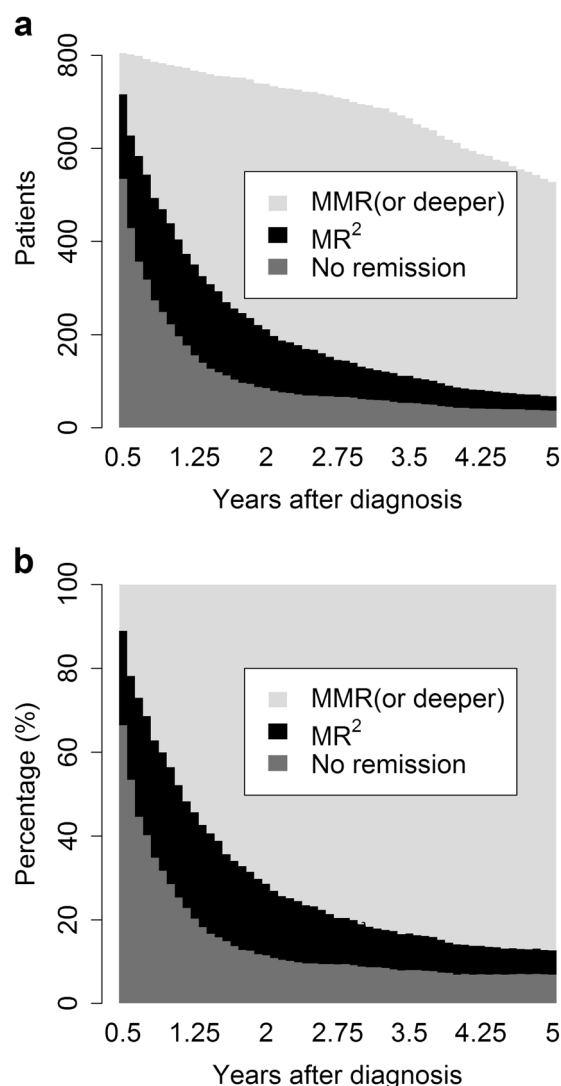 a
800
600
400
200
0
Patients
MMR(or deeper)
MR²
No remission
0.5 1.25 2 2.75 3.5 4.25 5
Years after diagnosis
b
100
80
60
40
20
0
Percentage (%)
MMR(or deeper)
MR²
No remission
0.5 1.25 2 2.75 3.5 4.25 5
Years after diagnosis